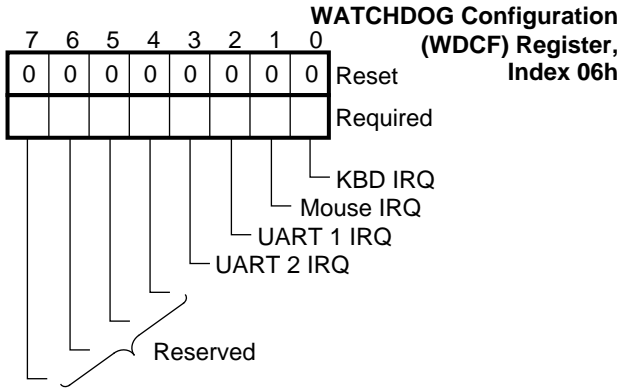 WATCHDOG Configuration
(WDCF) Register,
Index 06h
7 6 5 4 3 2 1 0
0 0 0 0 0 0 0 0 Reset
Required
KBD IRQ
Mouse IRQ
UART 1 IRQ
UART 2 IRQ
Reserved